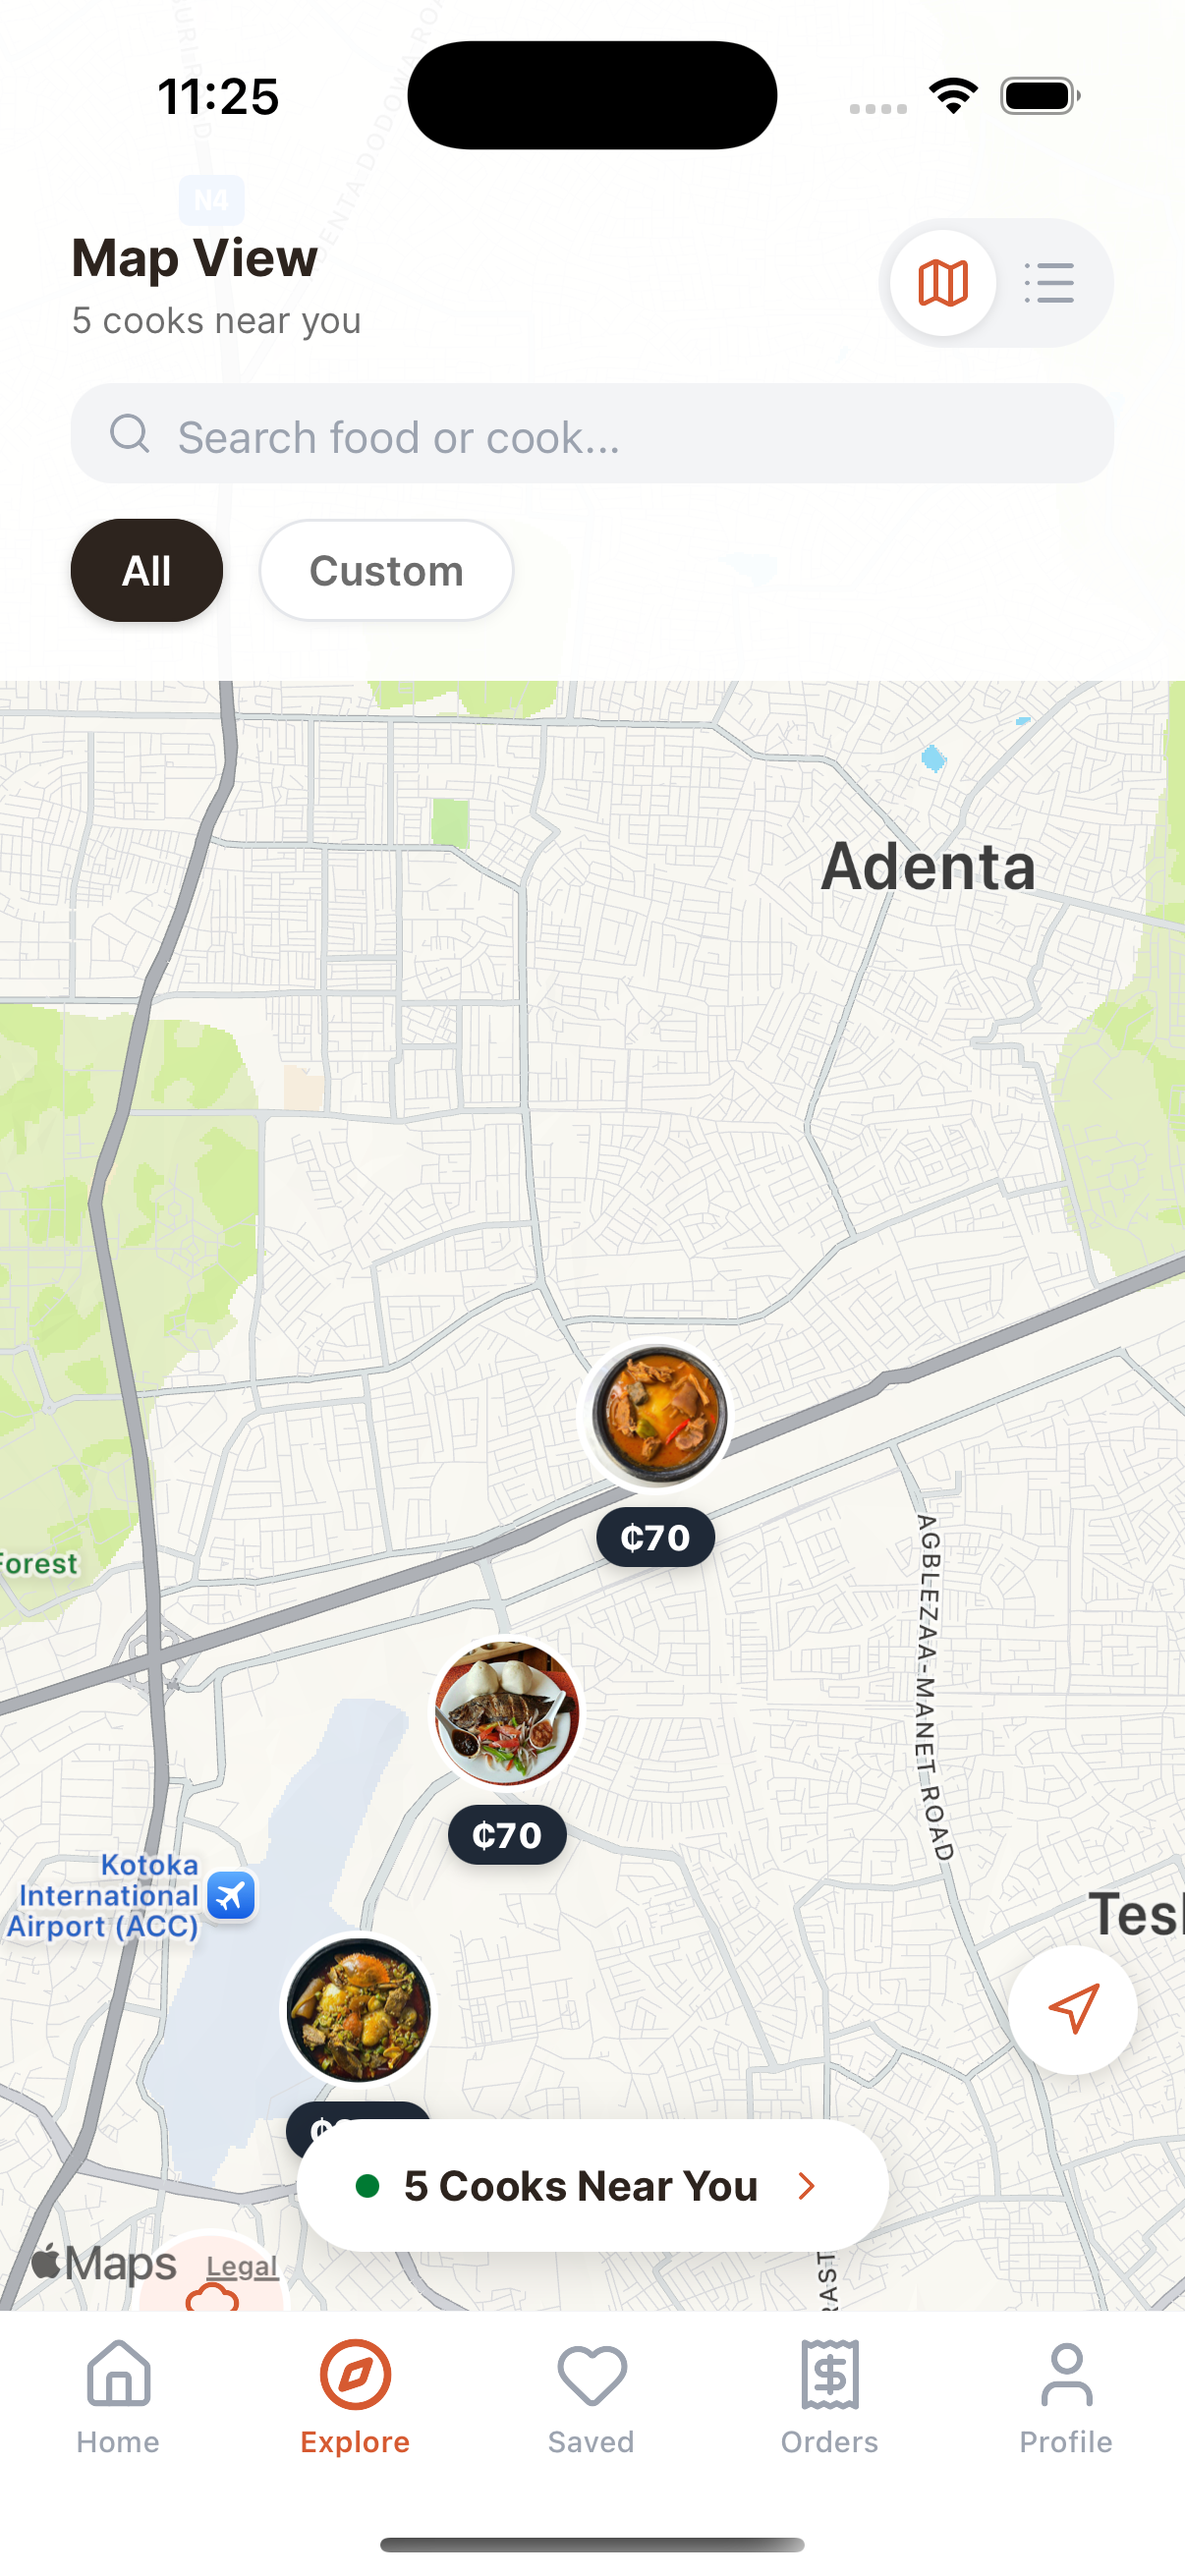 11:25
N4
Map View
5 cooks near you
Search food or cook...
All
Custom
Adenta
₵70
Forest
AGBLEZAA-MANET ROAD
₵70
Kotoka
International
Airport (ACC)
5 Cooks Near You
Maps
Legal
Home
Explore
Saved
Orders
Profile